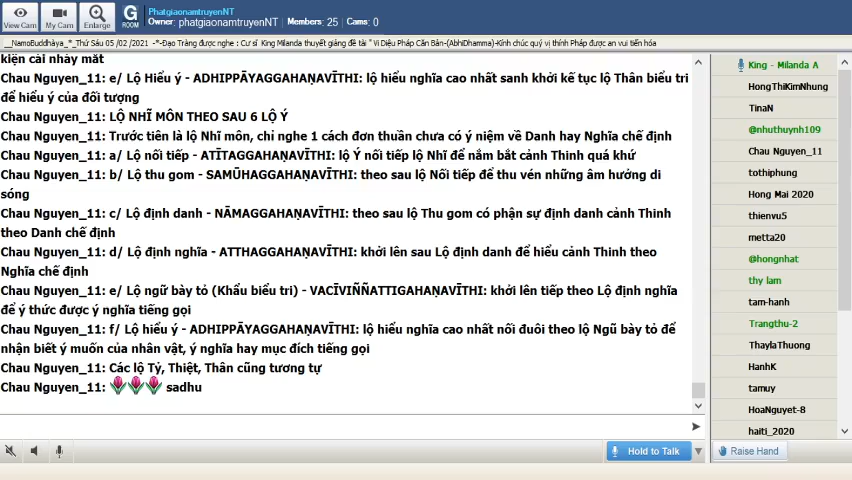 PhatgiaonamtruyenNT
Owner: phatgiaonamtruyenNT | Members: 25 | Cams: 0
View Cam
My Cam
Enlarge
G ROOM
__NamoBuddhàya_*_Thứ Sáu 05 /02 /2021 -*-Đạo Tràng được nghe : Cư sĩ King Milanda thuyết giảng đề tài " Vi Diệu Pháp Căn Bản-(AbhiDhamma)-Kính chúc quý vị thính Pháp được an vui tiến hóa
kiện cái nháy mắt
Chau Nguyen_11: e/ Lộ Hiểu ý - ADHIPPĀYAGGAHAṆAVĪTHI: lộ hiểu nghĩa cao nhất sanh khởi kế tục lộ Thân biểu tri
để hiểu ý của đối tượng
Chau Nguyen_11: LỘ NHĨ MÔN THEO SAU 6 LỘ Ý
Chau Nguyen_11: Trước tiên là lộ Nhĩ môn, chỉ nghe 1 cách đơn thuần chưa có ý niệm về Danh hay Nghĩa chế định
Chau Nguyen_11: a/ Lộ nối tiếp - ATĪTAGGAHAṆAVĪTHI: lộ Ý nối tiếp lộ Nhĩ để nắm bắt cảnh Thinh quá khứ
Chau Nguyen_11: b/ Lộ thu gom - SAMŪHAGGAHAṆAVĪTHI: theo sau lộ Nối tiếp để thu vén những âm hưởng di
sóng
Chau Nguyen_11: c/ Lộ định danh - NĀMAGGAHAṆAVĪTHI: theo sau lộ Thu gom có phận sự định danh cảnh Thinh
theo Danh chế định
Chau Nguyen_11: d/ Lộ định nghĩa - ATTHAGGAHAṆAVĪTHI: khởi lên sau Lộ định danh để hiểu cảnh Thinh theo
Nghĩa chế định
Chau Nguyen_11: e/ Lộ ngữ bày tỏ (Khẩu biểu tri) - VACĪVIÑÑATTIGAHAṆAVĪTHI: khởi lên tiếp theo Lộ định nghĩa
để ý thức được ý nghĩa tiếng gọi
Chau Nguyen_11: f/ Lộ hiểu ý - ADHIPPĀYAGGAHAṆAVĪTHI: lộ hiểu nghĩa cao nhất nối đuôi theo lộ Ngũ bày tỏ để
nhận biết ý muốn của nhân vật, ý nghĩa hay mục đích tiếng gọi
Chau Nguyen_11: Các lộ Tỷ, Thiệt, Thân cũng tương tự
Chau Nguyen_11: sadhu
King - Milanda A
HongThiKimNhung
TinaN
@nhuthuynh109
Chau Nguyen_11
tothiphung
Hong Mai 2020
thienvu5
metta20
@hongnhat
thy lam
tam-hanh
Trangthu-2
ThaylaThuong
HanhK
tamuy
HoaNguyet-8
haiti_2020
Hold to Talk
Raise Hand